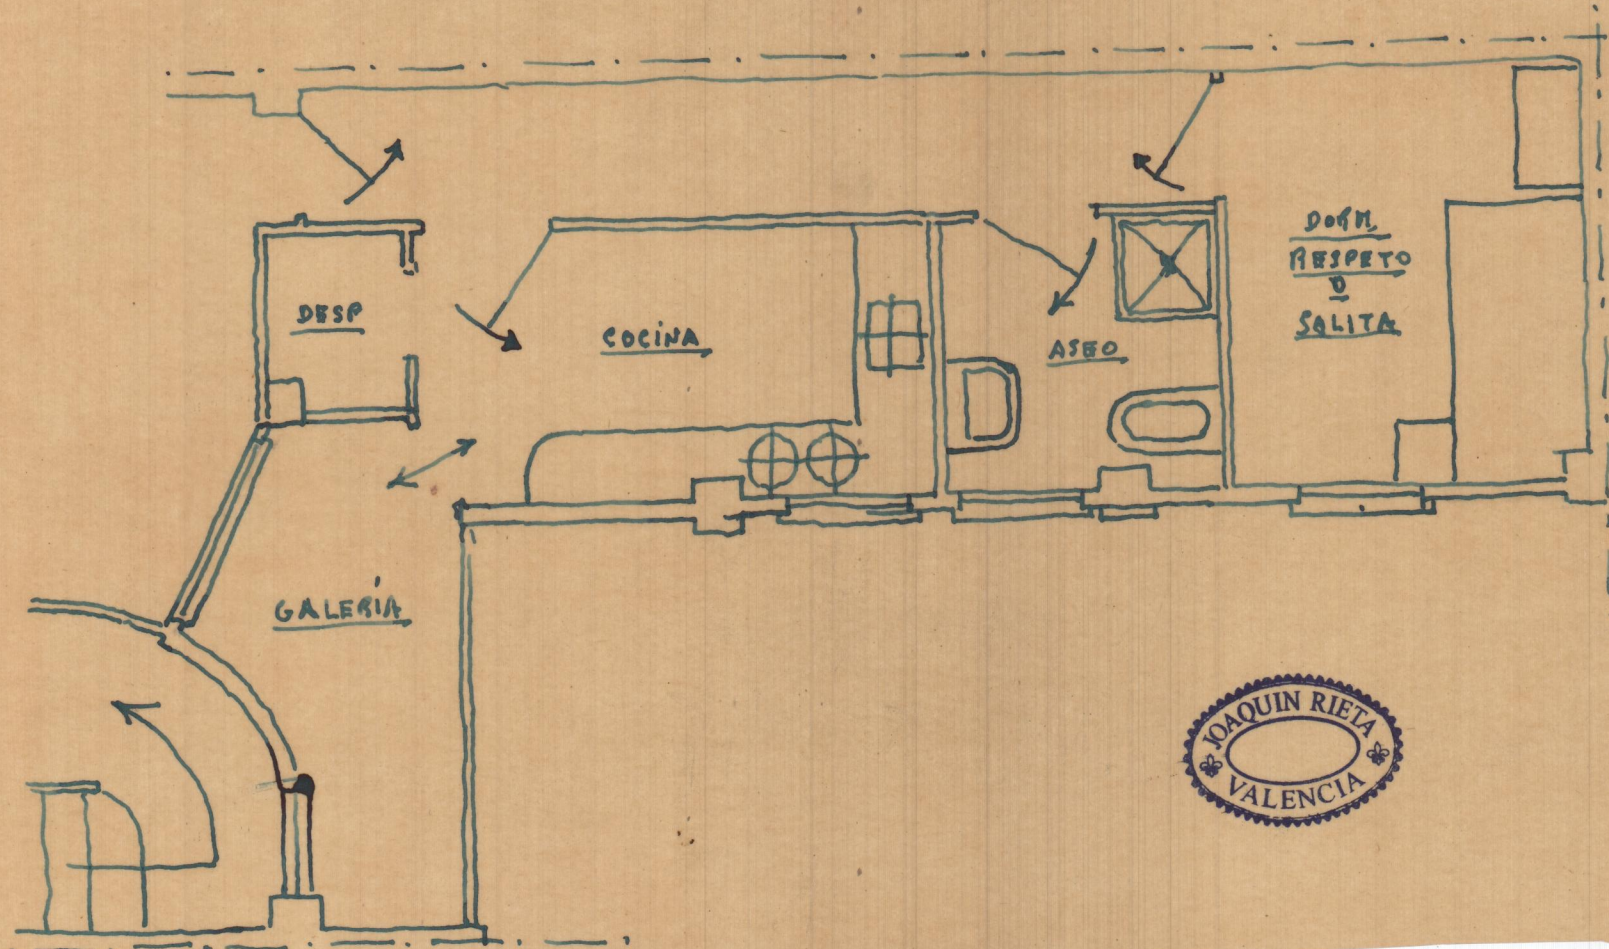 DESP
COCINA
ASEO
DORM.
RESPETO
O
SALITA
GALERÍA
JOAQUIN RIETA
VALENCIA